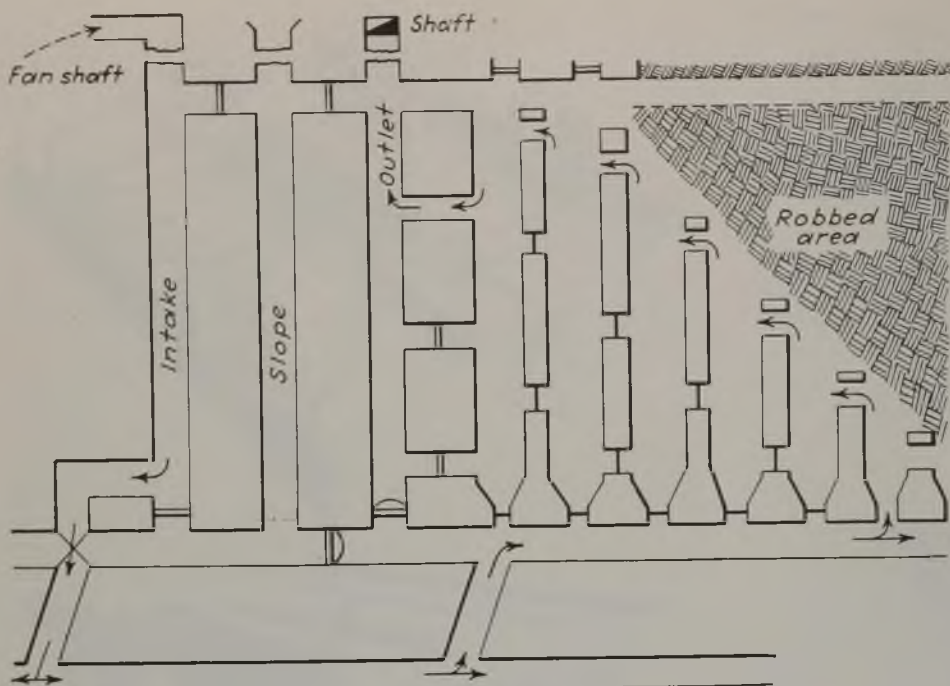 Shaft
Fan shaft
Outlet
Robbed
area
Intake
Slope